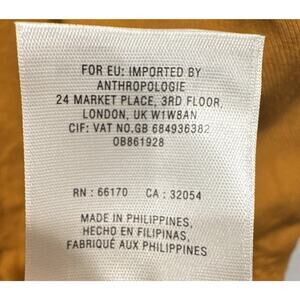 FOR EU: IMPORTED BY
ANTHROPOLOGIE
24 MARKET PLACE, 3RD FLOOR,
LONDON, UK W1W8AN
CIF: VAT NO.GB 684936382
OB861928
RN : 66170 CA : 32054
MADE IN PHILIPPINES,
HECHO EN FILIPINAS,
FABRIQUÉ AUX PHILIPPINES